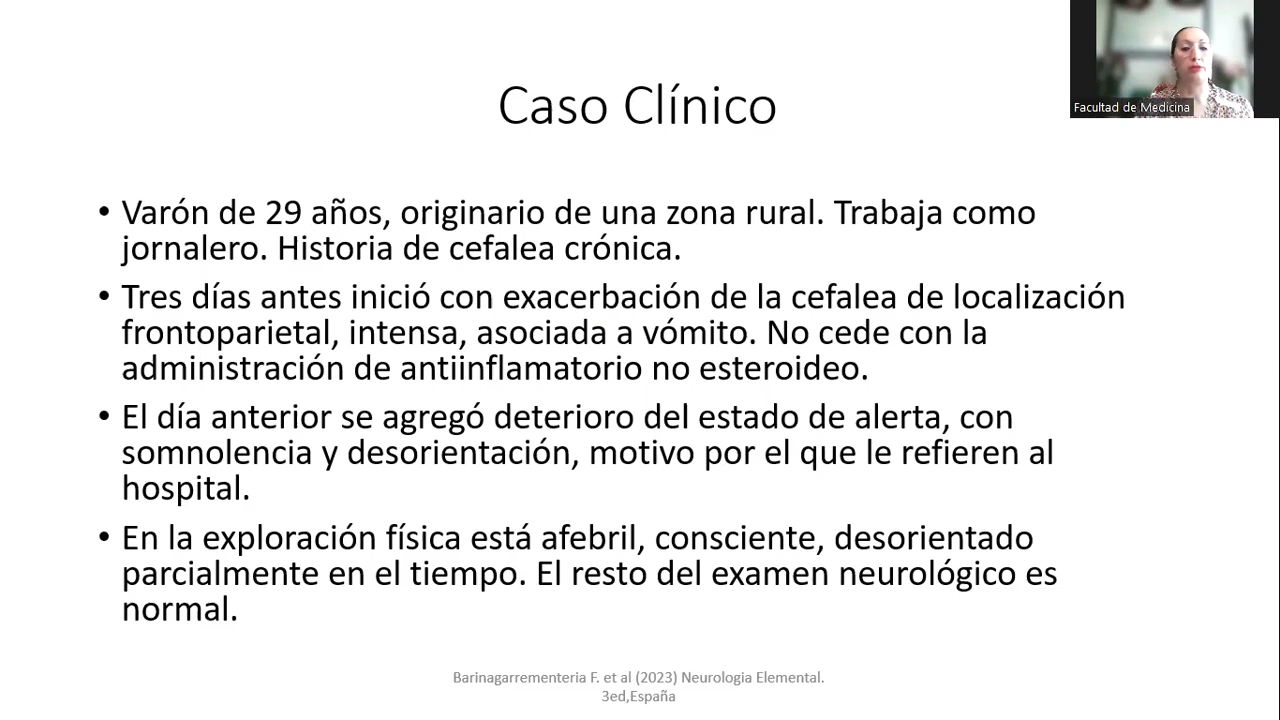 Facultad de Medicina
Caso Clínico
• Varón de 29 años, originario de una zona rural. Trabaja como
jornalero. Historia de cefalea crónica.
• Tres días antes inició con exacerbación de la cefalea de localización
frontoparietal, intensa, asociada a vómito. No cede con la
administración de antiinflamatorio no esteroideo.
• El día anterior se agregó deterioro del estado de alerta, con
somnolencia y desorientación, motivo por el que le refieren al
hospital.
• En la exploración física está afebril, consciente, desorientado
parcialmente en el tiempo. El resto del examen neurológico es
normal.
Barinagarrementeria F. et al (2023) Neurologia Elemental.
3ed,España